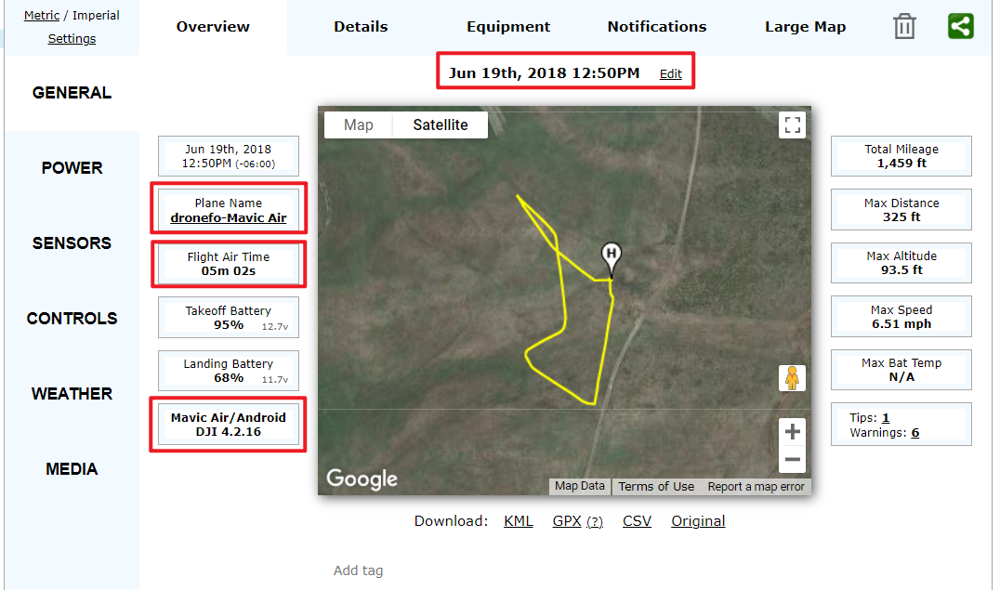 Metric / Imperial
Settings
Overview
Details
Equipment
Notifications
Large Map
GENERAL
POWER
SENSORS
CONTROLS
WEATHER
MEDIA
Jun 19th, 2018 12:50PM Edit
Jun 19th, 2018
12:50PM (-06:00)
Plane Name
dronefo-Mavic Air
Flight Air Time
05m 02s
Takeoff Battery
95% 12.7v
Landing Battery
68% 11.7v
Mavic Air/Android
DJI 4.2.16
Map Satellite
H
Google
Map Data Terms of Use Report a map error
Total Mileage
1,459 ft
Max Distance
325 ft
Max Altitude
93.5 ft
Max Speed
6.51 mph
Max Bat Temp
N/A
Tips: 1
Warnings: 6
Download: KML GPX (?) CSV Original
Add tag